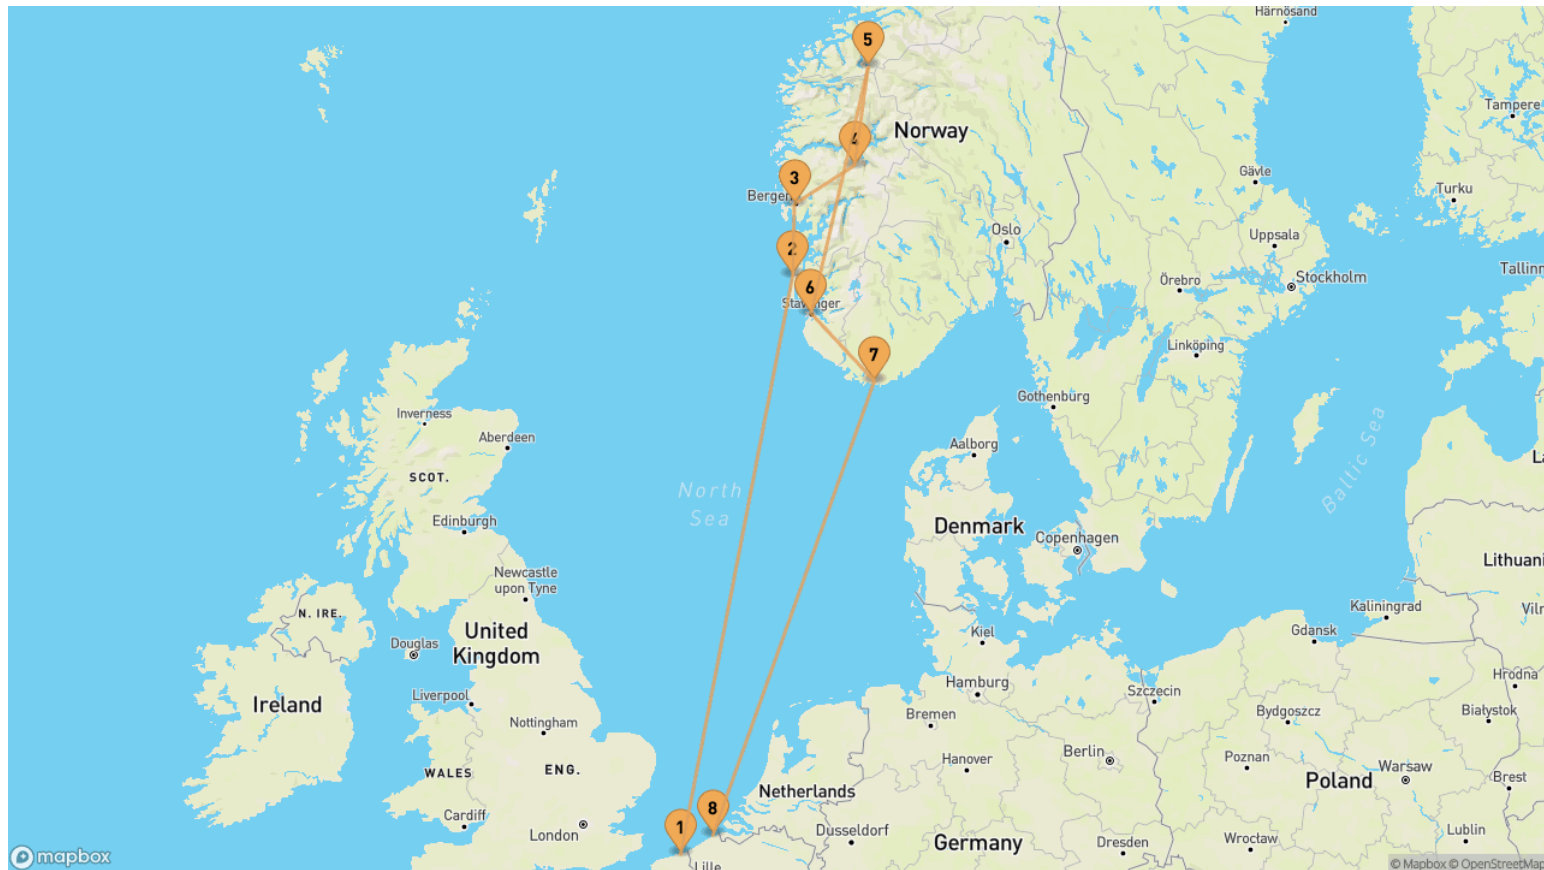 Härnösand
5
Tampere
4
Norway
Gävle
3
Bergen
Turku
2
Oslo
Uppsala
Stockholm
Tallinn
Örebro
6
Stavanger
Linköping
7
Gothenburg
Inverness
Aberdeen
Aalborg
SCOT.
North
Sea
Baltic Sea
Edinburgh
Denmark
Copenhagen
Newcastle
upon Tyne
Lithuani
Kaliningrad
Viln
N. IRE.
Douglas
United
Kingdom
Kiel
Gdansk
Hamburg
Szczecin
Hrodna
Liverpool
Ireland
Bremen
Bydgoszcz
Białystok
Nottingham
Hanover
Berlin
Poznan
Warsaw
Brest
WALES
ENG.
Netherlands
Poland
Cardiff
London
1
8
Dusseldorf
Germany
Dresden
Wrocław
Lublin
Lille
mapbox
© Mapbox © OpenStreetMap